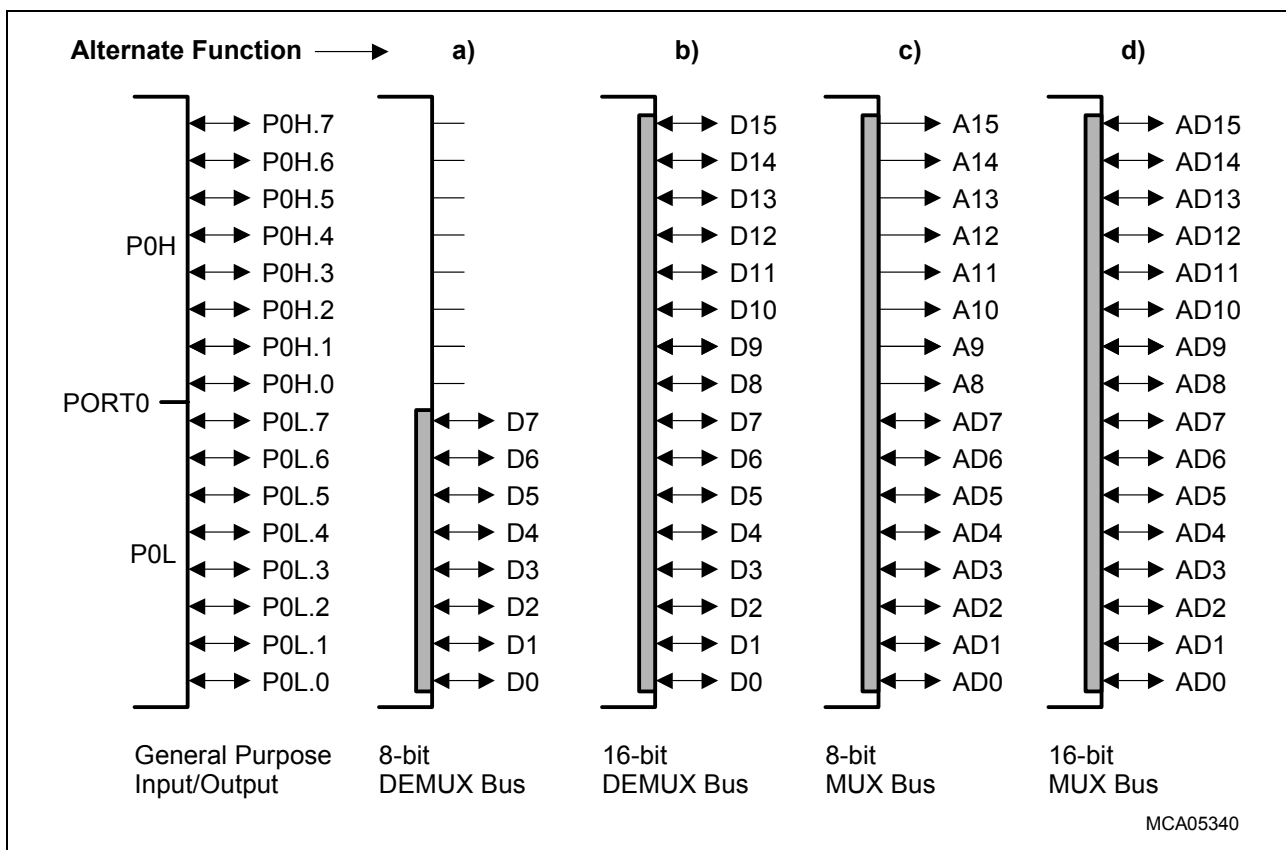 Alternate Function a) b) c) d)
P0H.7 D15 A15 AD15
P0H.6 D14 A14 AD14
P0H.5 D13 A13 AD13
P0H P0H.4 D12 A12 AD12
P0H.3 D11 A11 AD11
P0H.2 D10 A10 AD10
P0H.1 D9 A9 AD9
P0H.0 D8 A8 AD8
PORT0
P0L.7 D7 D7 AD7 AD7
P0L.6 D6 D6 AD6 AD6
P0L.5 D5 D5 AD5 AD5
P0L.4 D4 D4 AD4 AD4
P0L
P0L.3 D3 D3 AD3 AD3
P0L.2 D2 D2 AD2 AD2
P0L.1 D1 D1 AD1 AD1
P0L.0 D0 D0 AD0 AD0
General Purpose 8-bit 16-bit 8-bit 16-bit
Input/Output DEMUX Bus DEMUX Bus MUX Bus MUX Bus
MCA05340